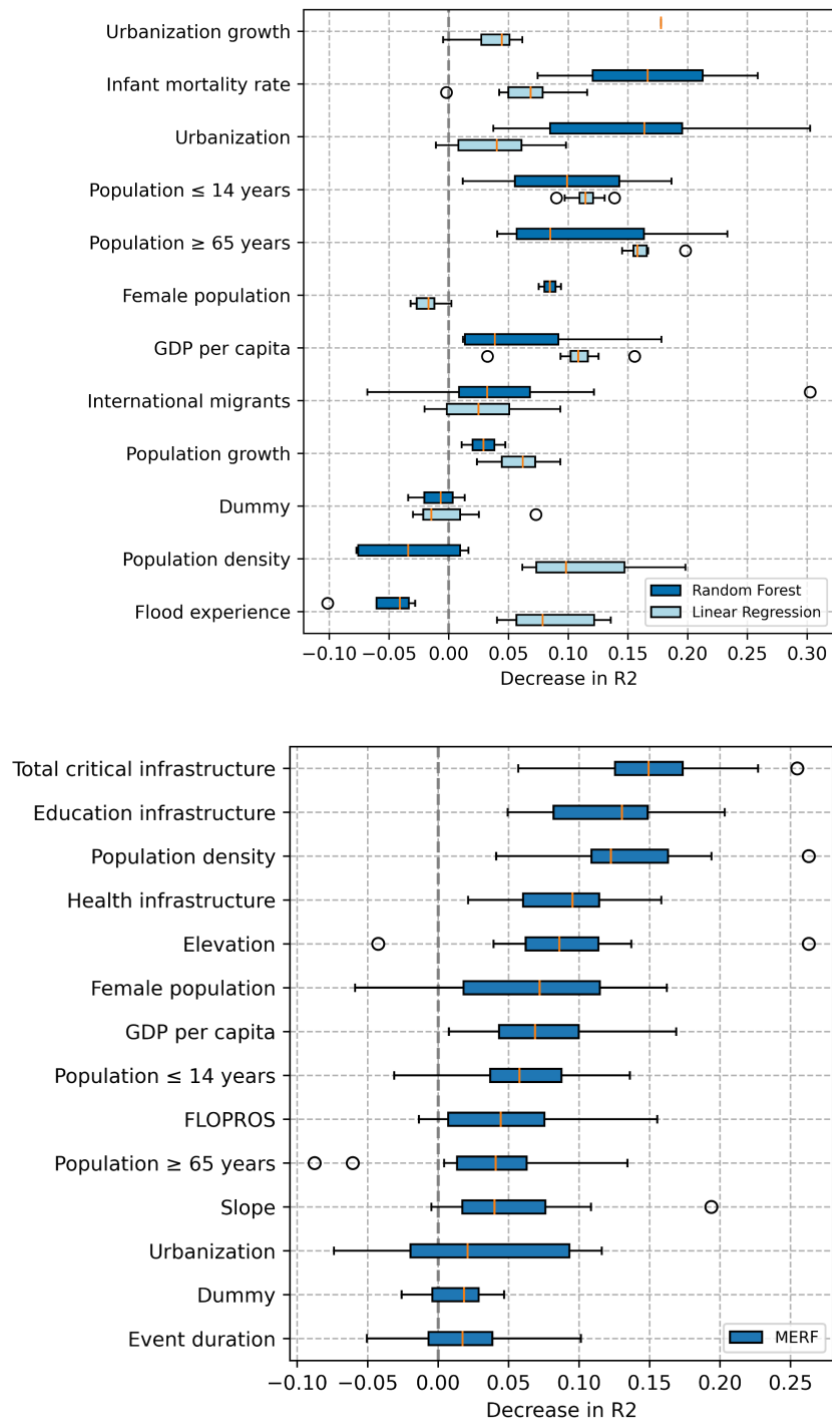 Urbanization growth
Infant mortality rate
Urbanization
Population ≤ 14 years
Population ≥ 65 years
Female population
GDP per capita
International migrants
Population growth
Dummy
Population density
Flood experience
Random Forest
Linear Regression
−0.10 −0.05 0.00 0.05 0.10 0.15 0.20 0.25 0.30
Decrease in R2
Total critical infrastructure
Education infrastructure
Population density
Health infrastructure
Elevation
Female population
GDP per capita
Population ≤ 14 years
FLOPROS
Population ≥ 65 years
Slope
Urbanization
Dummy
Event duration
MERF
−0.10 −0.05 0.00 0.05 0.10 0.15 0.20 0.25
Decrease in R2